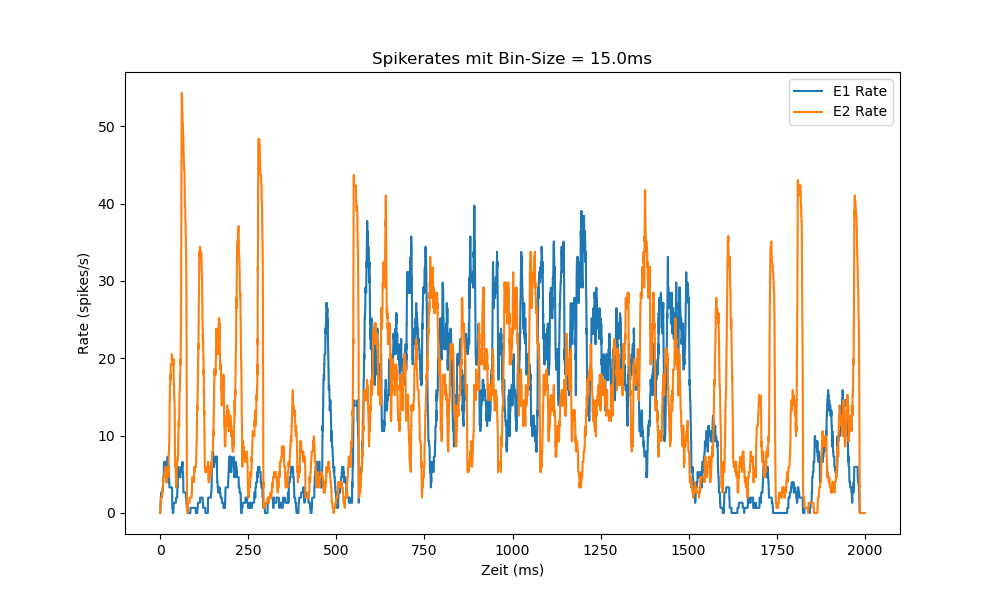 Spikerates mit Bin-Size = 15.0ms
E1 Rate
E2 Rate
Rate (spikes/s)
50
40
30
20
10
0
0 250 500 750 1000 1250 1500 1750 2000
Zeit (ms)